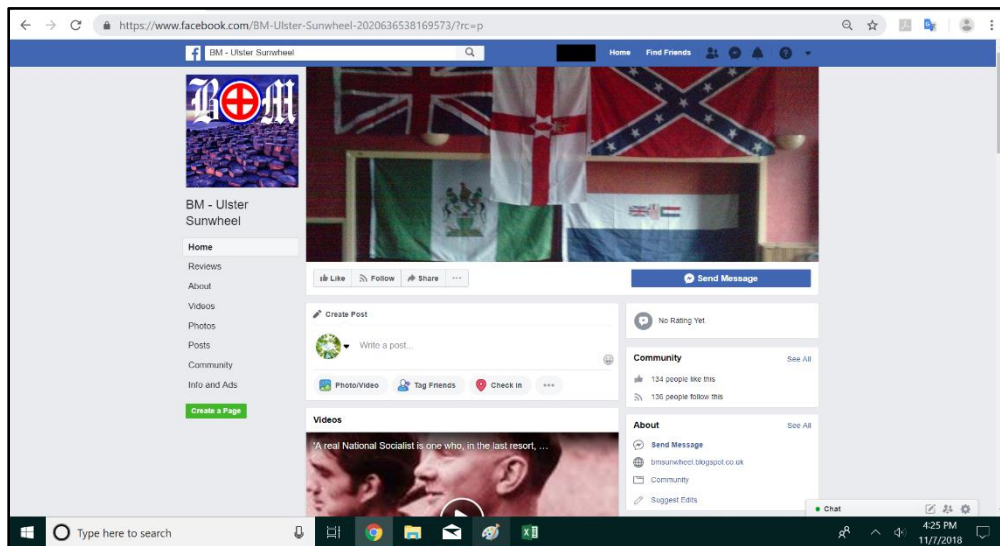 https://www.facebook.com/BM-Ulster-Sunwheel-2020636538169573/?rc=p
BM - Ulster Sunwheel
Home Find Friends
BM
BM - Ulster
Sunwheel
Home
Reviews
About
Videos
Photos
Posts
Community
Info and Ads
Create a Page
Like Follow Share
Send Message
Create Post
Write a post...
Photo/Video Tag Friends Check in
Videos
'A real National Socialist is one who, in the last resort, ...
No Rating Yet
Community See All
134 people like this
136 people follow this
About See All
Send Message
bmsunwheel.blogspot.co.uk
Community
Suggest Edits
Chat
Type here to search
4:25 PM
11/7/2018